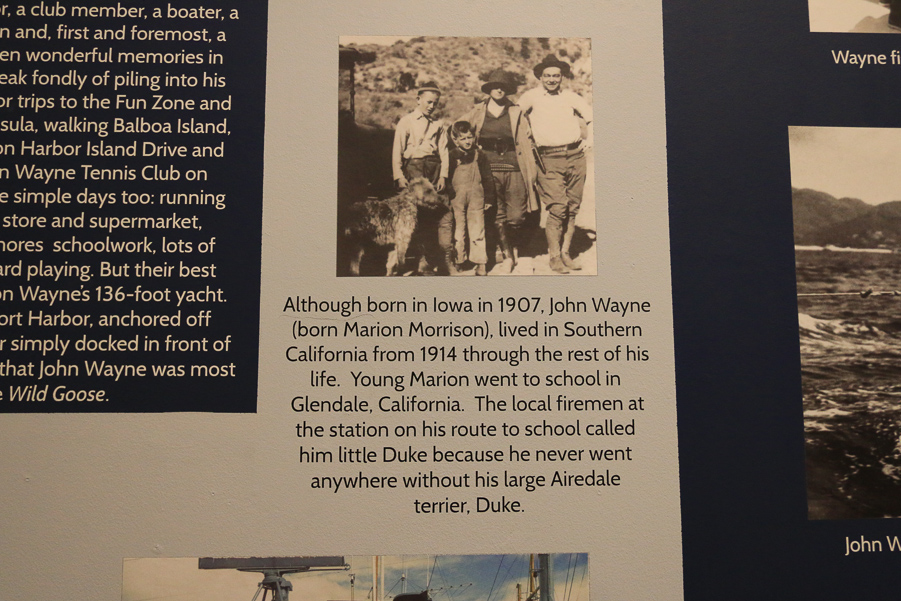 r, a club member, a boater, a
n and, first and foremost, a
en wonderful memories in
eak fondly of piling into his
or trips to the Fun Zone and
sula, walking Balboa Island,
on Harbor Island Drive and
n Wayne Tennis Club on
e simple days too: running
store and supermarket,
hores schoolwork, lots of
ard playing. But their best
on Wayne's 136-foot yacht.
ort Harbor, anchored off
r simply docked in front of
that John Wayne was most
e Wild Goose.
Although born in Iowa in 1907, John Wayne
(born Marion Morrison), lived in Southern
California from 1914 through the rest of his
life. Young Marion went to school in
Glendale, California. The local firemen at
the station on his route to school called
him little Duke because he never went
anywhere without his large Airedale
terrier, Duke.
Wayne fi
John W